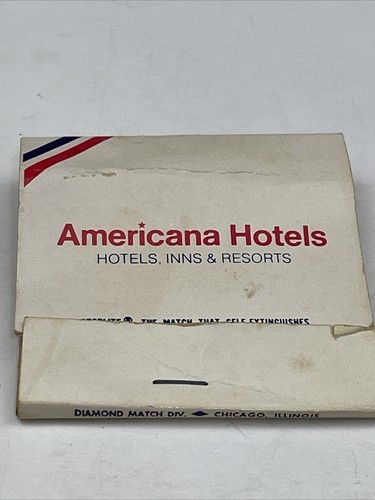 Americana Hotels
HOTELS, INNS & RESORTS
THE MATCH THAT SELF-EXTINGUISHES
DIAMOND MATCH DIV. ◆ CHICAGO, ILLINOIS